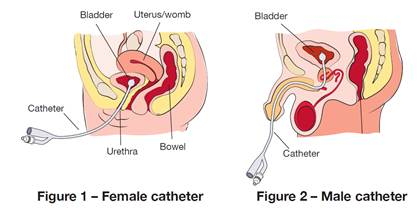 Bladder
Uterus/womb
Catheter
Urethra
Bowel
Figure 1 – Female catheter
Bladder
Catheter
Figure 2 – Male catheter